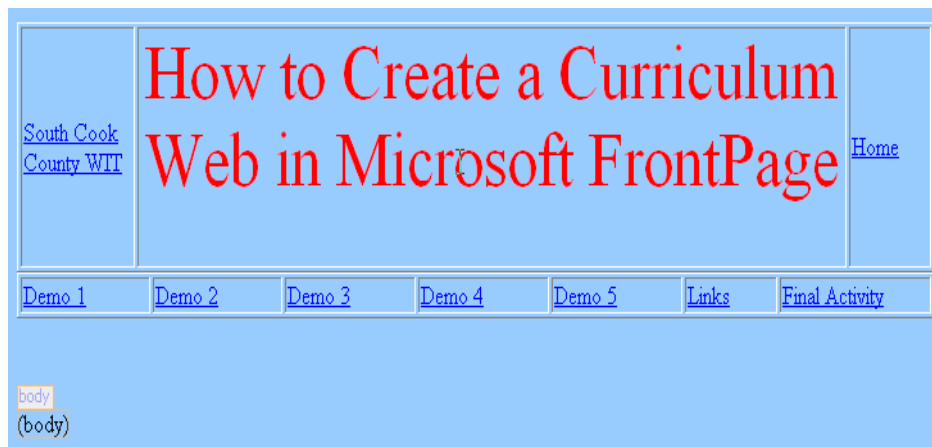 South Cook
County WIT
How to Create a Curriculum
Web in Microsoft FrontPage
Home
Demo 1
Demo 2
Demo 3
Demo 4
Demo 5
Links
Final Activity
body
(body)